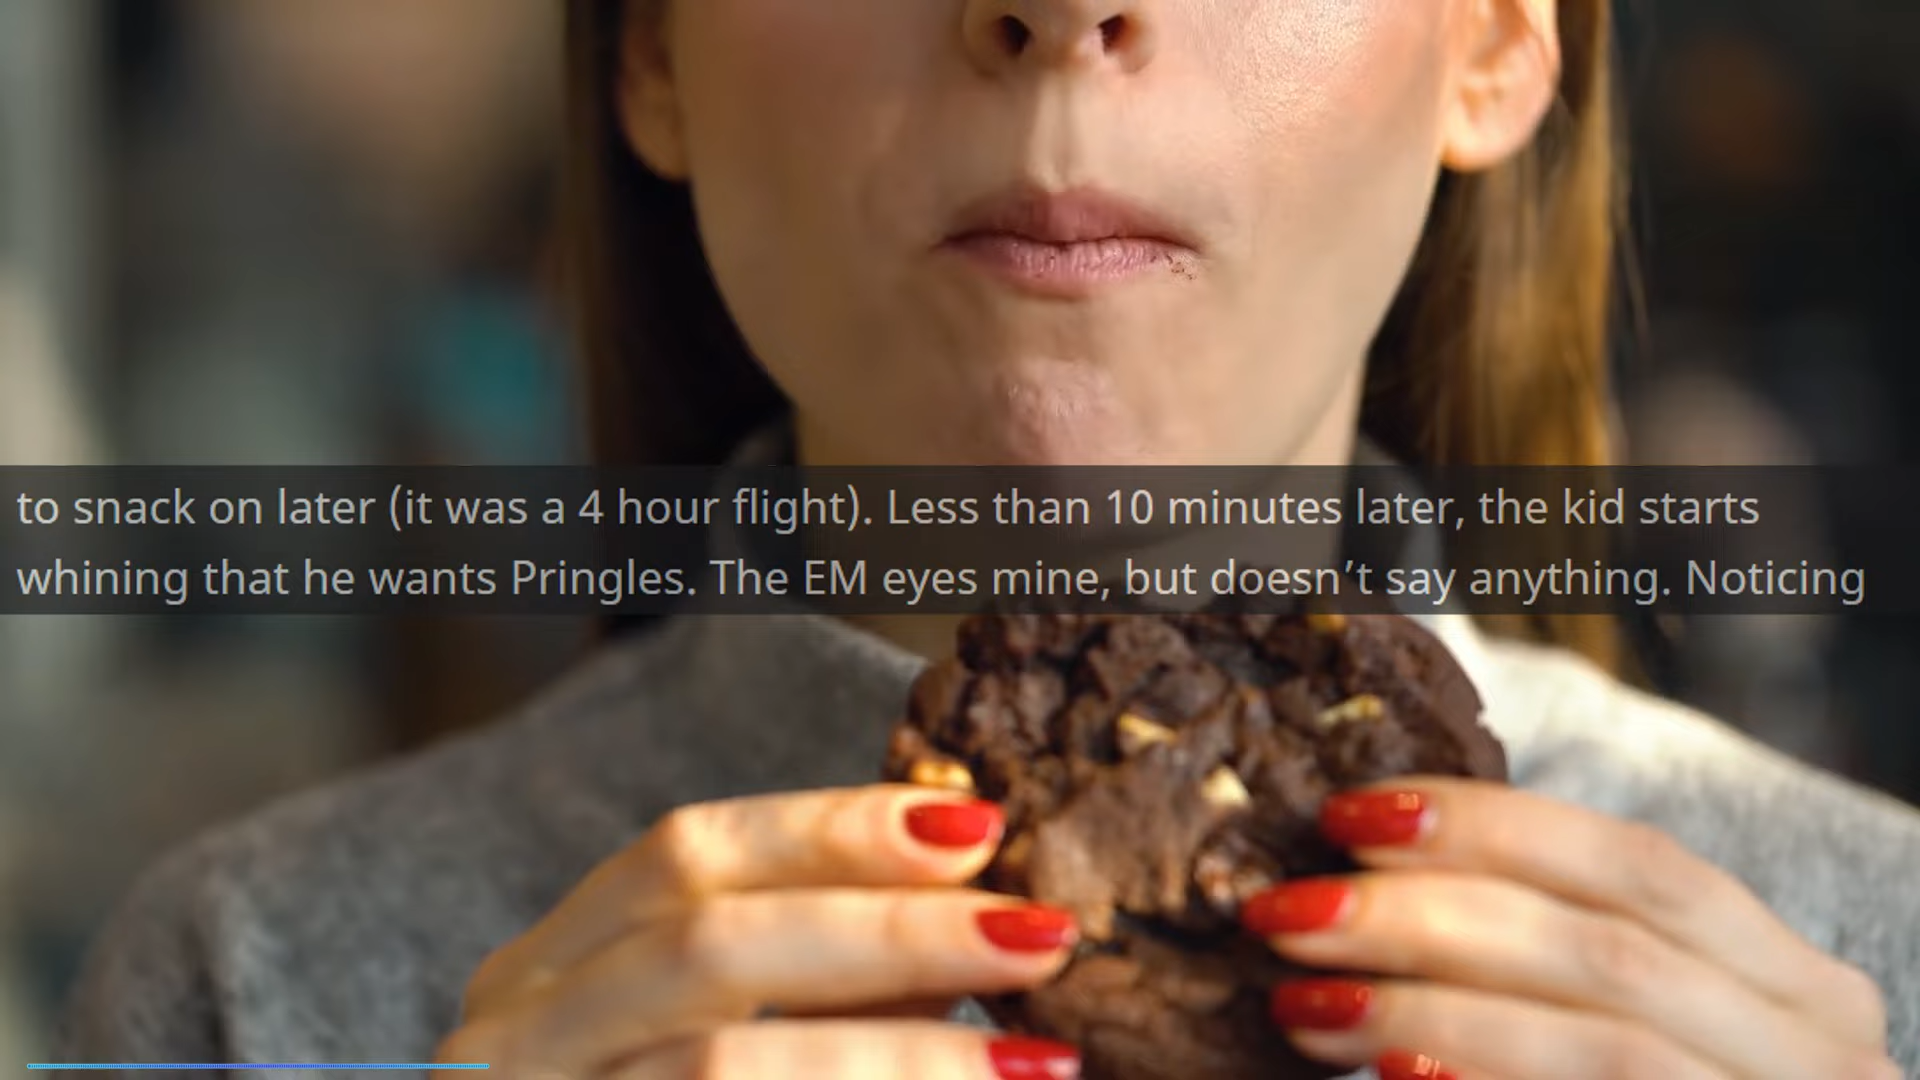 to snack on later (it was a 4 hour flight). Less than 10 minutes later, the kid starts
whining that he wants Pringles. The EM eyes mine, but doesn’t say anything. Noticing